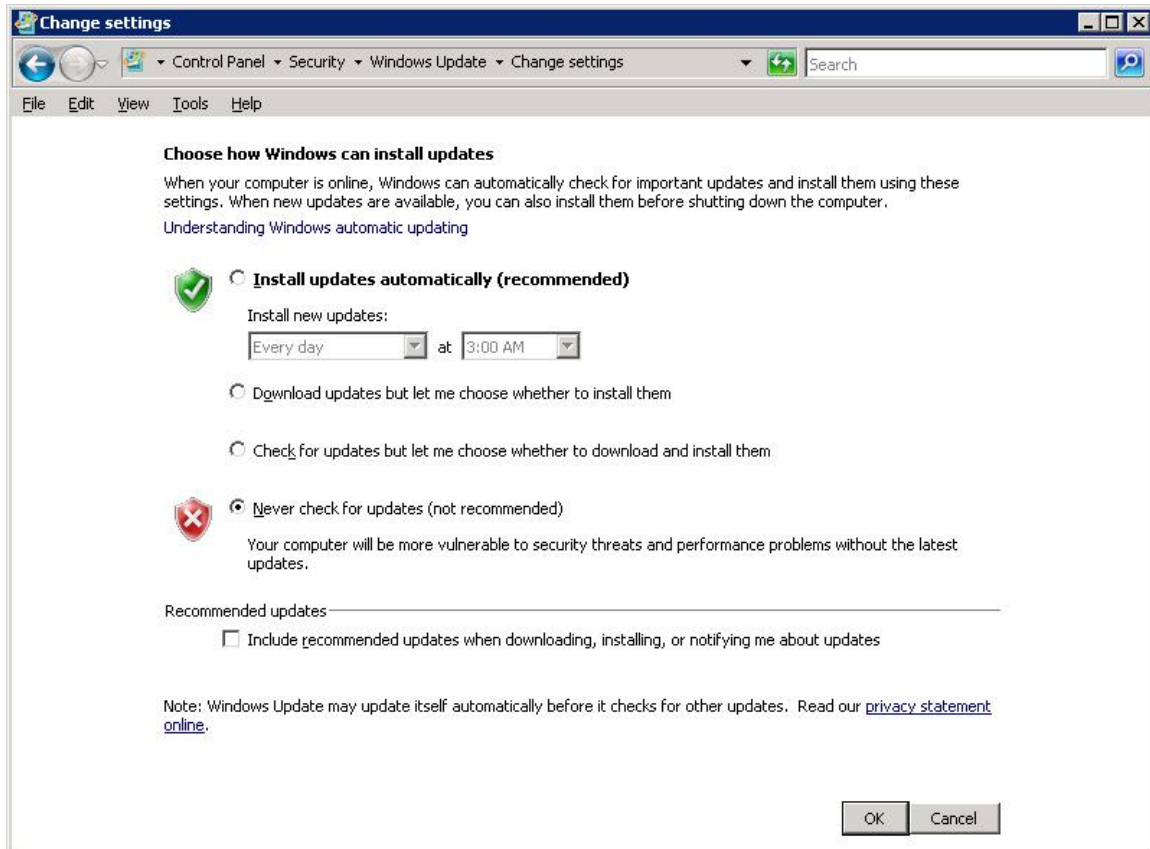 Change settings
Control Panel Security Windows Update Change settings Search
File Edit View Tools Help
Choose how Windows can install updates
When your computer is online, Windows can automatically check for important updates and install them using these
settings. When new updates are available, you can also install them before shutting down the computer.
Understanding Windows automatic updating
Install updates automatically (recommended)
Install new updates:
Every day at 3:00 AM
Download updates but let me choose whether to install them
Check for updates but let me choose whether to download and install them
Never check for updates (not recommended)
Your computer will be more vulnerable to security threats and performance problems without the latest
updates.
Recommended updates
Include recommended updates when downloading, installing, or notifying me about updates
Note: Windows Update may update itself automatically before it checks for other updates. Read our privacy statement
online.
OK Cancel